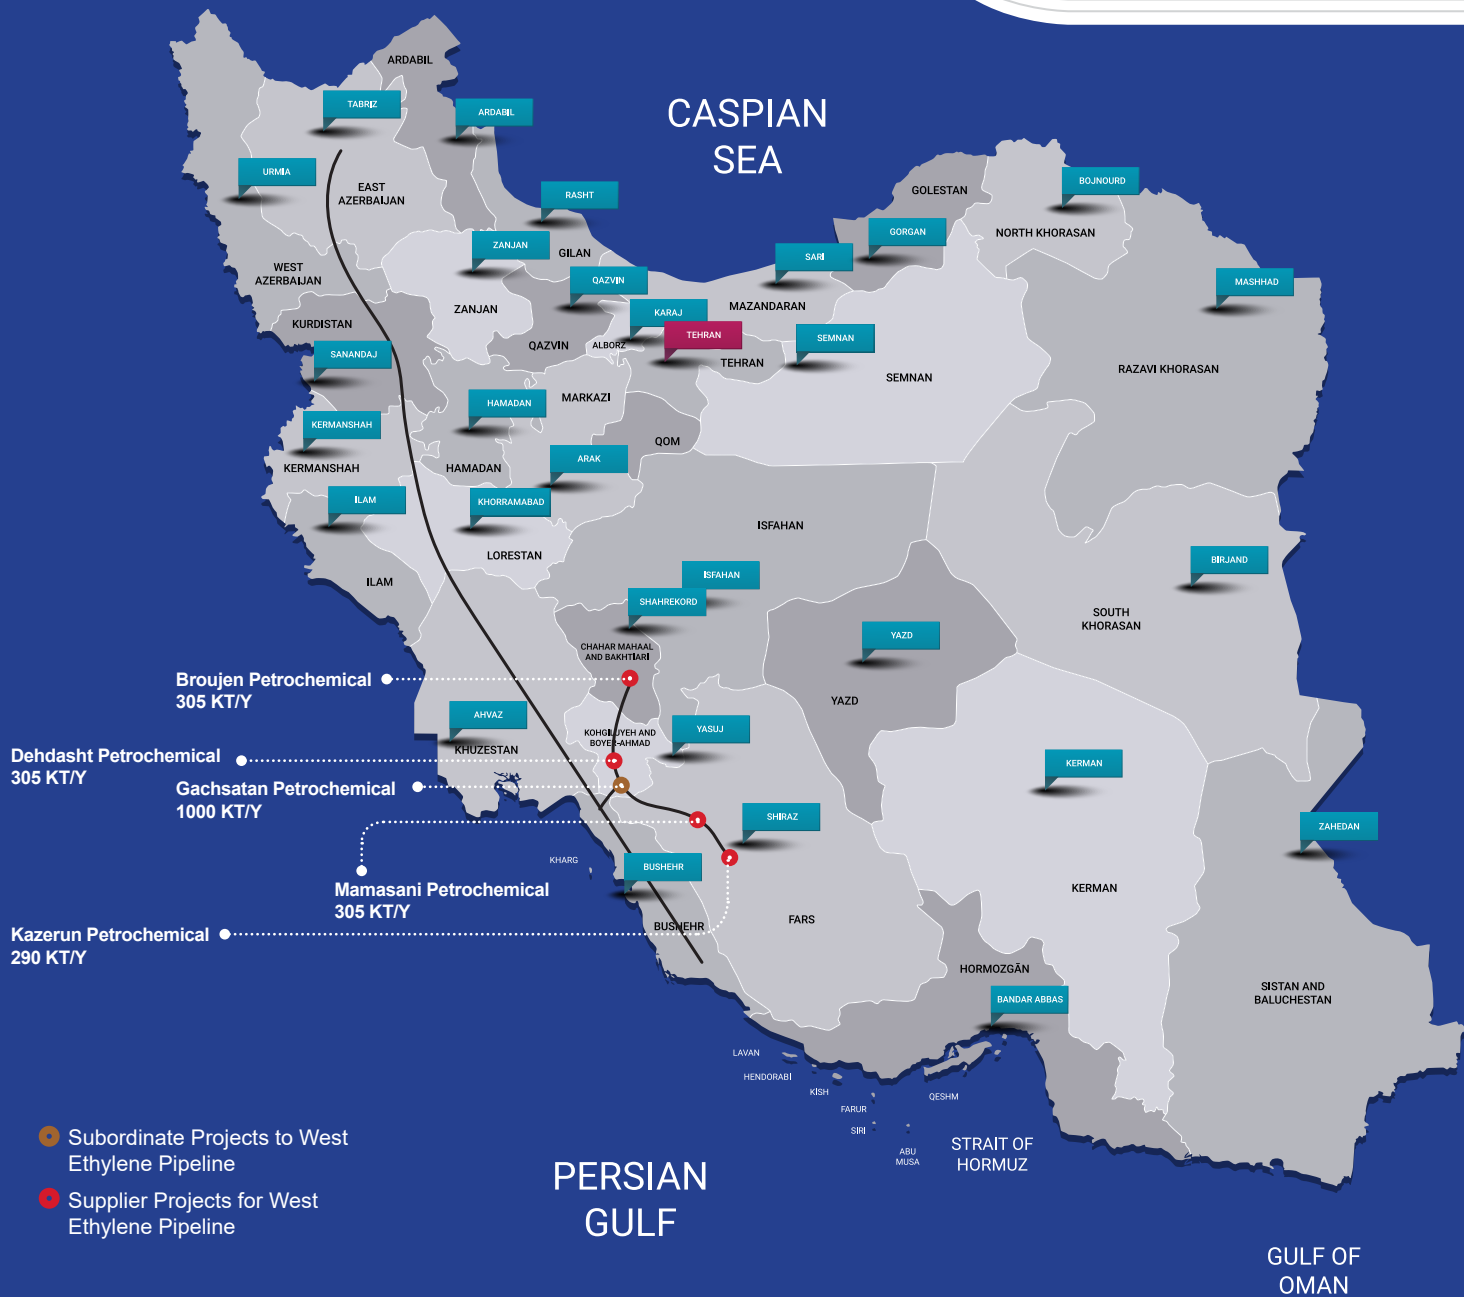 ARDABIL
CASPIAN
SEA
TABRIZ
ARDABIL
URMIA
EAST
AZERBAIJAN
RASHT
GOLESTAN
BOJNOURD
GORGAN
NORTH KHORASAN
ZANJAN
GILAN
SARI
WEST
AZERBAIJAN
QAZVIN
MASHHAD
ZANJAN
MAZANDARAN
KARAJ
KURDISTAN
TEHRAN
SEMNAN
QAZVIN
ALBORZ
SANANDAJ
TEHRAN
SEMNAN
RAZAVI KHORASAN
MARKAZI
HAMADAN
KERMANSHAH
QOM
ARAK
KERMANSHAH
HAMADAN
ILAM
KHORRAMABAD
ISFAHAN
LORESTAN
BIRJAND
ILAM
ISFAHAN
SHAHREKORD
SOUTH
KHORASAN
YAZD
CHAHAR MAHAAL
AND BAKHTIARI
Broujen Petrochemical
305 KT/Y
YAZD
AHVAZ
YASUJ
KOHGILUYEH AND
BOYER-AHMAD
KHUZESTAN
Dehdasht Petrochemical
305 KT/Y
KERMAN
Gachsatan Petrochemical
1000 KT/Y
SHIRAZ
ZAHEDAN
KHARG
BUSHEHR
Mamasani Petrochemical
305 KT/Y
KERMAN
FARS
BUSHEHR
Kazerun Petrochemical
290 KT/Y
HORMOZGĀN
SISTAN AND
BALUCHESTAN
BANDAR ABBAS
LAVAN
HENDORABI
KISH
QESHM
FARUR
SIRI
ABU
MUSA
STRAIT OF
HORMUZ
Subordinate Projects to West
Ethylene Pipeline
Supplier Projects for West
Ethylene Pipeline
PERSIAN
GULF
GULF OF
OMAN